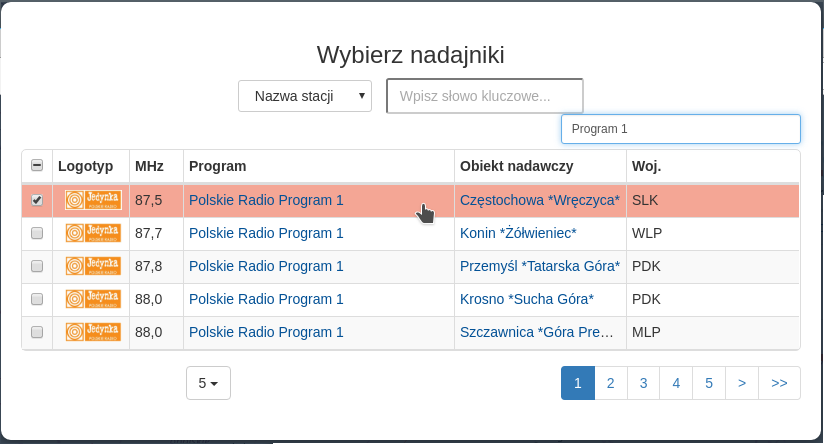 Wybierz nadajniki
Nazwa stacji
Wpisz słowo kluczowe...
Program 1
Logotyp MHz Program Obiekt nadawczy Woj.
Jedynka 87,5 Polskie Radio Program 1 Częstochowa *Wręczyca* SLK
Jedynka 87,7 Polskie Radio Program 1 Konin *Żółwieniec* WLP
Jedynka 87,8 Polskie Radio Program 1 Przemyśl *Tatarska Góra* PDK
Jedynka 88,0 Polskie Radio Program 1 Krosno *Sucha Góra* PDK
Jedynka 88,0 Polskie Radio Program 1 Szczawnica *Góra Pre… MLP
5 1 2 3 4 5 > >>